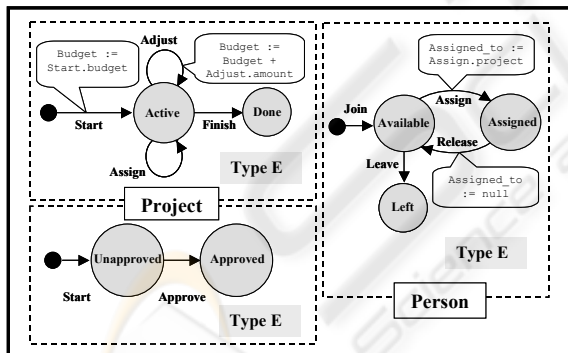 Budget :=
Start.budget
Adjust
Budget :=
Budget +
Adjust.amount
Active
Done
Start
Finish
Assign
Type E
Project
Unapproved
Approved
Start
Approve
Type E
Assigned_to :=
Assign.project
Join
Assign
Available
Assigned
Release
Leave
Assigned_to
:= null
Left
Type E
Person